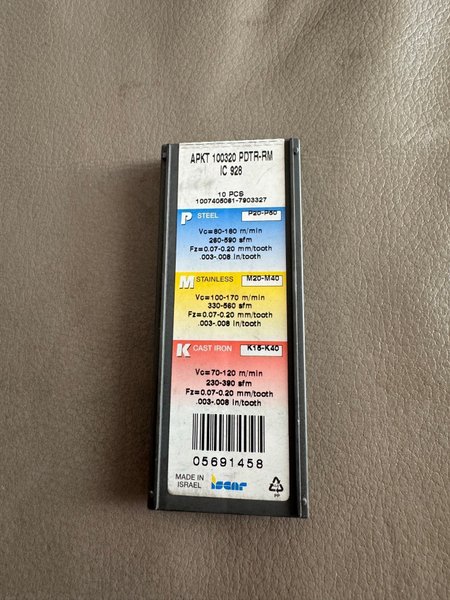 APKT 100320 PDTR-RM
IC 928
10 PCS
1007405081-7903327
P STEEL P20-P50
Vc=80-180 m/min
260-590 sfm
Fz=0.07-0.20 mm/tooth
.003-.008 in/tooth
M STAINLESS M20-M40
Vc=100-170 m/min
330-560 sfm
Fz=0.07-0.20 mm/tooth
.003-.008 in/tooth
K CAST IRON K15-K40
Vc=70-120 m/min
230-390 sfm
Fz=0.07-0.20 mm/tooth
.003-.008 in/tooth
05691458
MADE IN
ISRAEL
iscar
PP